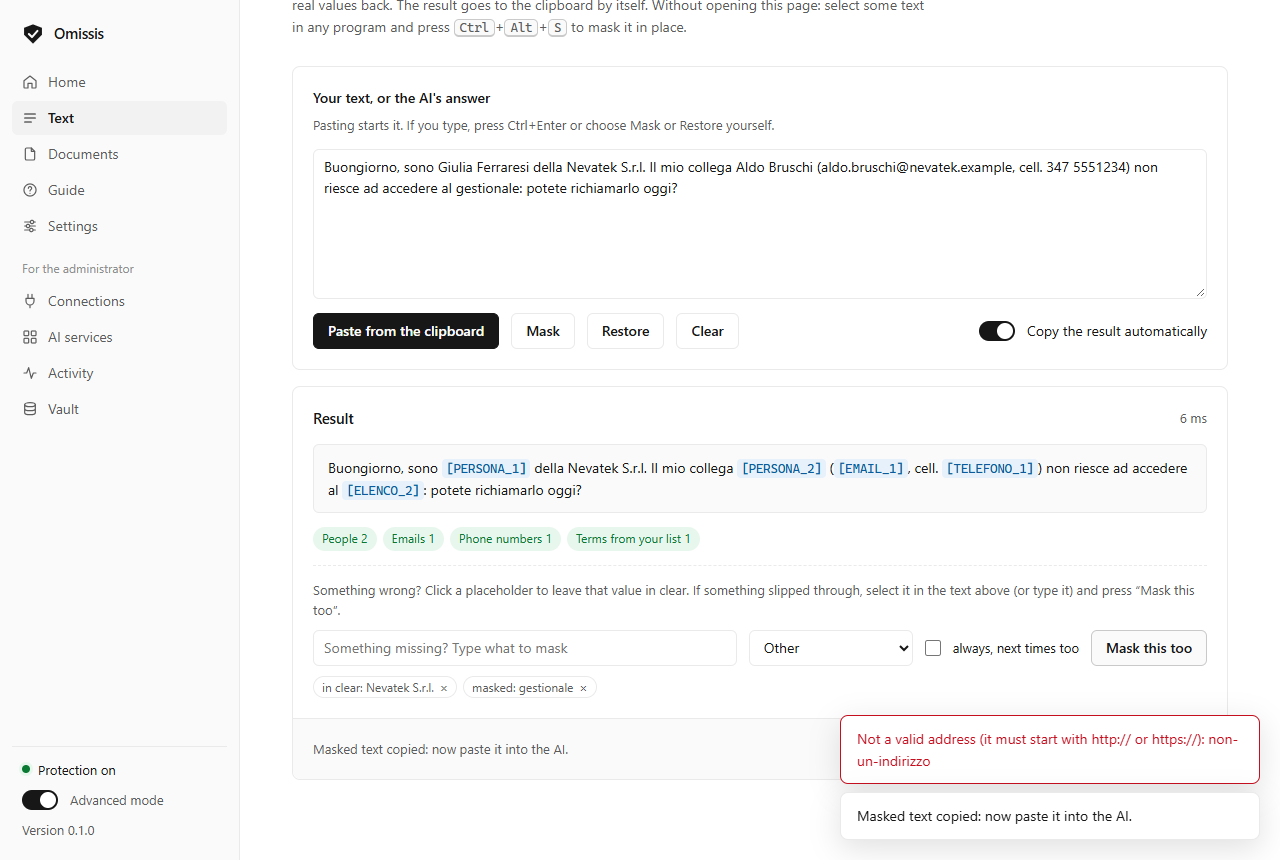 Omissis
Home
Text
Documents
Guide
Settings
For the administrator
Connections
AI services
Activity
Vault
Protection on
Advanced mode
Version 0.1.0
real values back. The result goes to the clipboard by itself. Without opening this page: select some text
in any program and press Ctrl+Alt+S to mask it in place.
Your text, or the AI's answer
Pasting starts it. If you type, press Ctrl+Enter or choose Mask or Restore yourself.
Buongiorno, sono Giulia Ferraresi della Nevatek S.r.l. Il mio collega Aldo Bruschi (aldo.bruschi@nevatek.example, cell. 347 5551234) non
riesce ad accedere al gestionale: potete richiamarlo oggi?
Paste from the clipboard Mask Restore Clear Copy the result automatically
Result 6 ms
Buongiorno, sono [PERSONA_1] della Nevatek S.r.l. Il mio collega [PERSONA_2] ( [EMAIL_1] , cell. [TELEFONO_1] ) non riesce ad accedere
al [ELENCO_2] : potete richiamarlo oggi?
People 2 Emails 1 Phone numbers 1 Terms from your list 1
Something wrong? Click a placeholder to leave that value in clear. If something slipped through, select it in the text above (or type it) and press “Mask this
too”.
Something missing? Type what to mask Other always, next times too Mask this too
in clear: Nevatek S.r.l. × masked: gestionale ×
Masked text copied: now paste it into the AI.
Not a valid address (it must start with http:// or https://): non-
un-indirizzo
Masked text copied: now paste it into the AI.